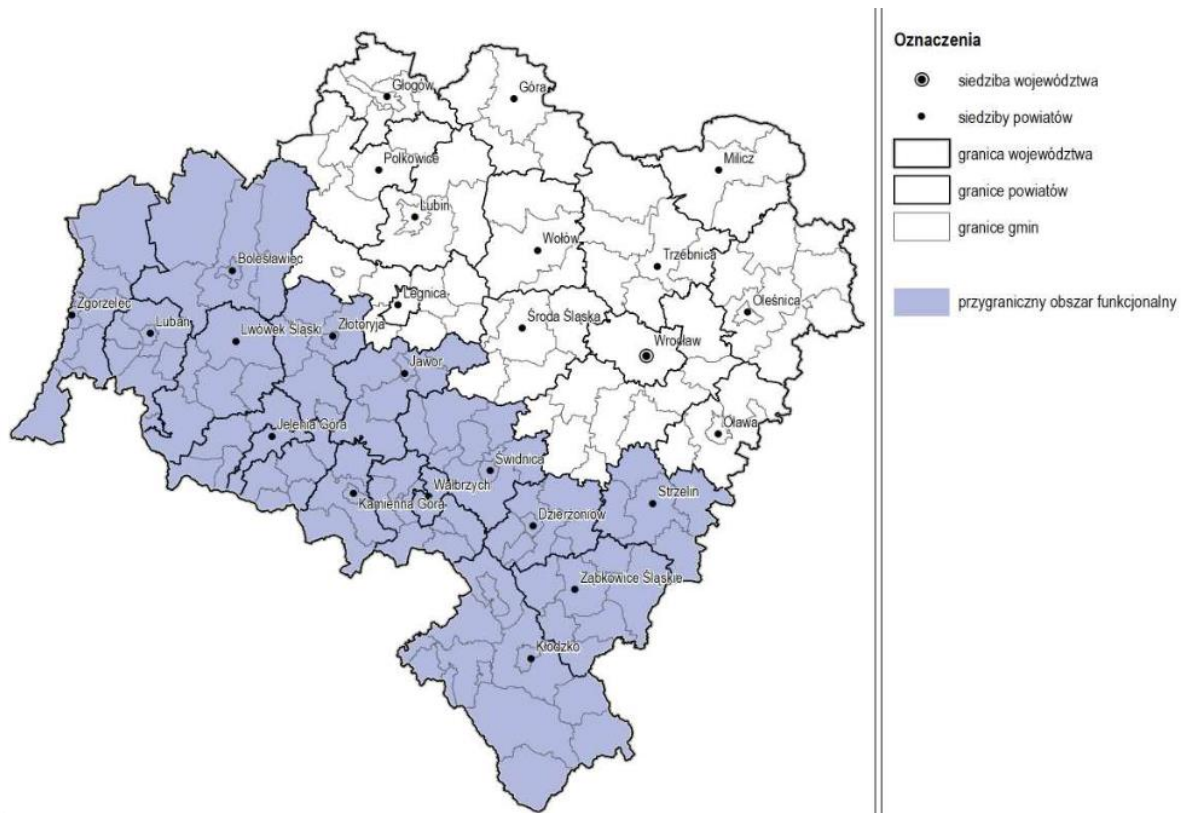 Głogów
Góra
Polkowice
Milicz
Lubin
Wołów
Trzebnica
Bolesławiec
Legnica
Oleśnica
Zgorzelec
Lubań
Lwówek Śląski
Złotoryja
Środa Śląska
Wrocław
Jawor
Jelenia Góra
Oława
Świdnica
Wałbrzych
Kamienna Góra
Strzelin
Dzierżoniów
Ząbkowice Śląskie
Kłodzko
Oznaczenia
siedziba województwa
siedziby powiatów
granica województwa
granice powiatów
granice gmin
przygraniczny obszar funkcjonalny